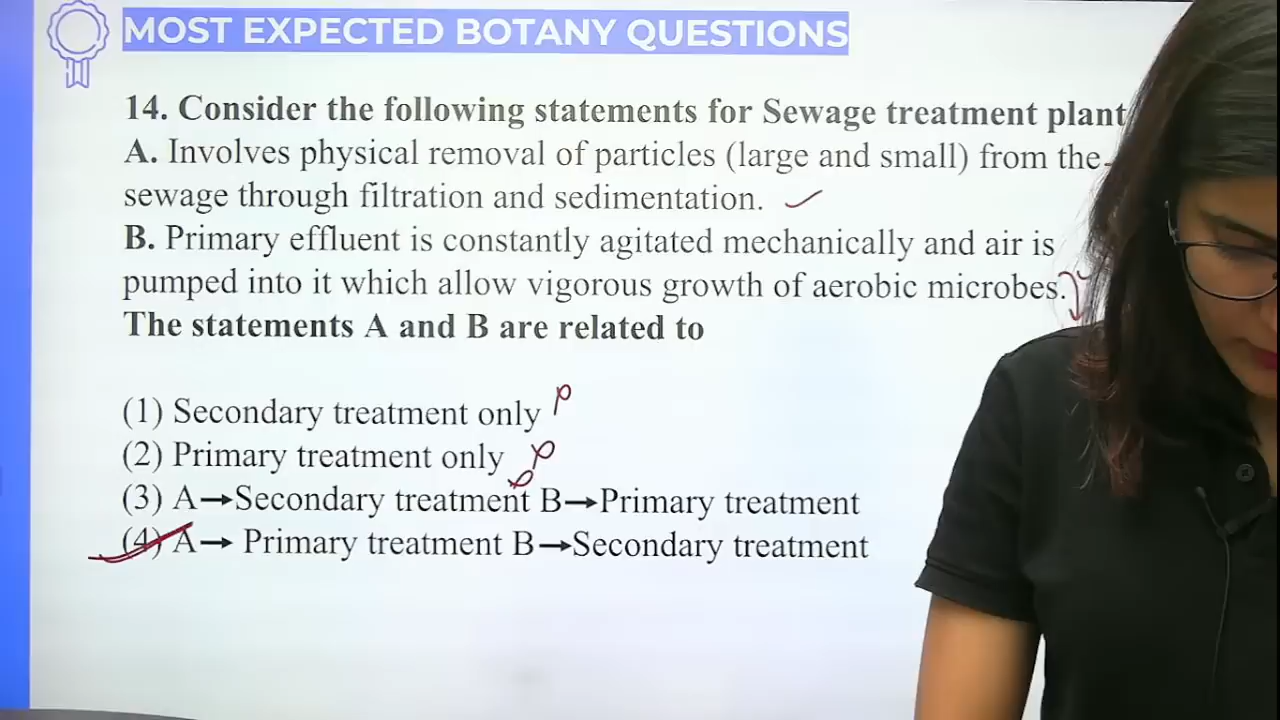 MOST EXPECTED BOTANY QUESTIONS
14. Consider the following statements for Sewage treatment plant
A. Involves physical removal of particles (large and small) from the
sewage through filtration and sedimentation.
B. Primary effluent is constantly agitated mechanically and air is
pumped into it which allow vigorous growth of aerobic microbes.
The statements A and B are related to
(1) Secondary treatment only
(2) Primary treatment only
(3) A→Secondary treatment B→Primary treatment
(4) A→ Primary treatment B→Secondary treatment